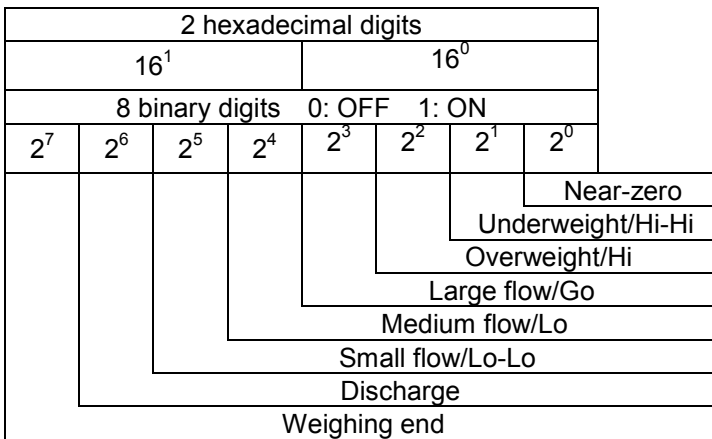 2 hexadecimal digits
16¹ 16⁰
8 binary digits 0: OFF 1: ON
2⁷ 2⁶ 2⁵ 2⁴ 2³ 2² 2¹ 2⁰
Near-zero
Underweight/Hi-Hi
Overweight/Hi
Large flow/Go
Medium flow/Lo
Small flow/Lo-Lo
Discharge
Weighing end